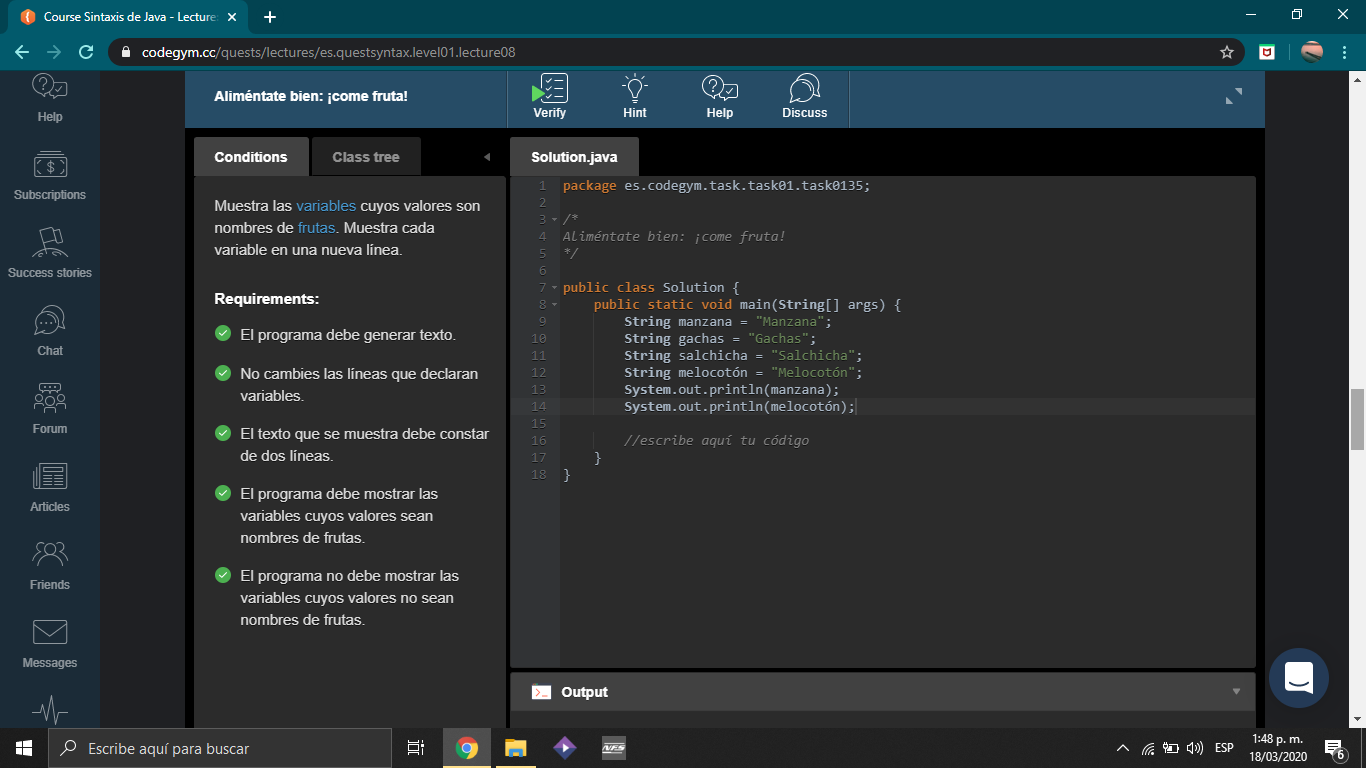 Course Sintaxis de Java - Lecture:
codegym.cc/quests/lectures/es.questsyntax.level01.lecture08
Help
Subscriptions
Success stories
Chat
Forum
Articles
Friends
Messages
Aliméntate bien: ¡come fruta!
Verify
Hint
Help
Discuss
Conditions
Class tree
Muestra las variables cuyos valores son
nombres de frutas. Muestra cada
variable en una nueva línea.
Requirements:
El programa debe generar texto.
No cambies las líneas que declaran
variables.
El texto que se muestra debe constar
de dos líneas.
El programa debe mostrar las
variables cuyos valores sean
nombres de frutas.
El programa no debe mostrar las
variables cuyos valores no sean
nombres de frutas.
Solution.java
1 package es.codegym.task.task01.task0135;
2
3 /*
4 Aliméntate bien: ¡come fruta!
5 */
6
7 public class Solution {
8 public static void main(String[] args) {
9 String manzana = "Manzana";
10 String gachas = "Gachas";
11 String salchicha = "Salchicha";
12 String melocotón = "Melocotón";
13 System.out.println(manzana);
14 System.out.println(melocotón);
15
16 //escribe aquí tu código
17 }
18 }
Output
Escribe aquí para buscar
NFS
ESP
1:48 p. m.
18/03/2020
6